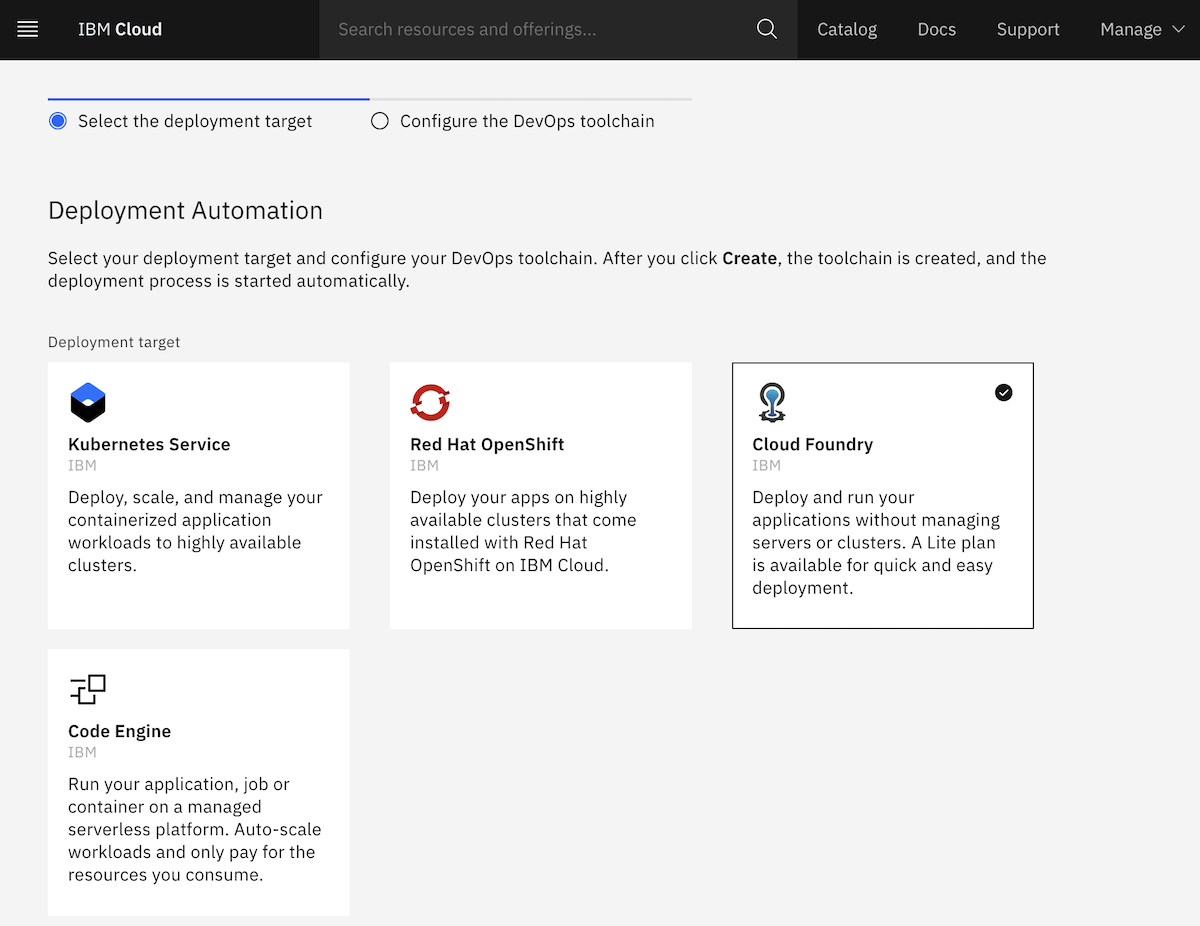 IBM Cloud
Search resources and offerings...
Catalog
Docs
Support
Manage
Select the deployment target
Configure the DevOps toolchain
Deployment Automation
Select your deployment target and configure your DevOps toolchain. After you click Create, the toolchain is created, and the
deployment process is started automatically.
Deployment target
Kubernetes Service
IBM
Deploy, scale, and manage your
containerized application
workloads to highly available
clusters.
Red Hat OpenShift
IBM
Deploy your apps on highly
available clusters that come
installed with Red Hat
OpenShift on IBM Cloud.
Cloud Foundry
IBM
Deploy and run your
applications without managing
servers or clusters. A Lite plan
is available for quick and easy
deployment.
Code Engine
IBM
Run your application, job or
container on a managed
serverless platform. Auto-scale
workloads and only pay for the
resources you consume.